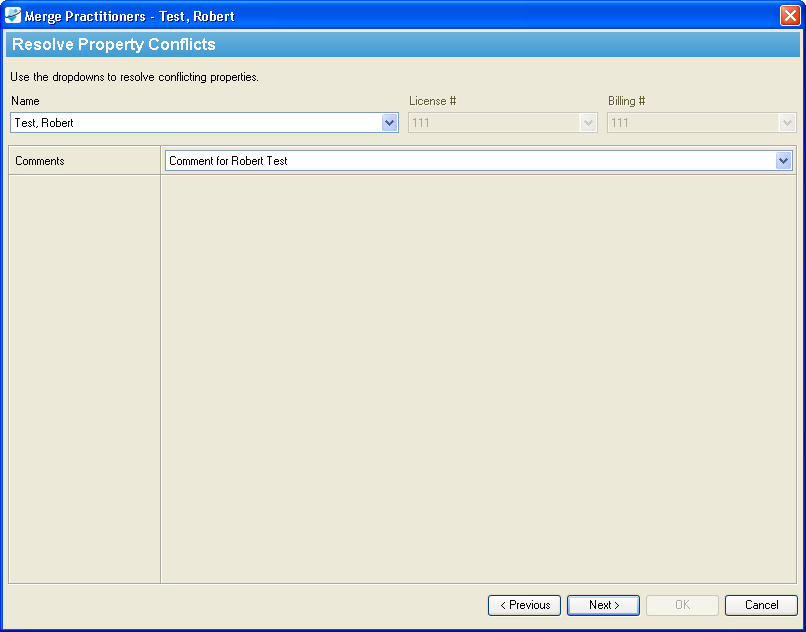 Merge Practitioners - Test, Robert
Resolve Property Conflicts
Use the dropdowns to resolve conflicting properties.
Name License # Billing #
Test, Robert 111 111
Comments Comment for Robert Test
< Previous Next > OK Cancel